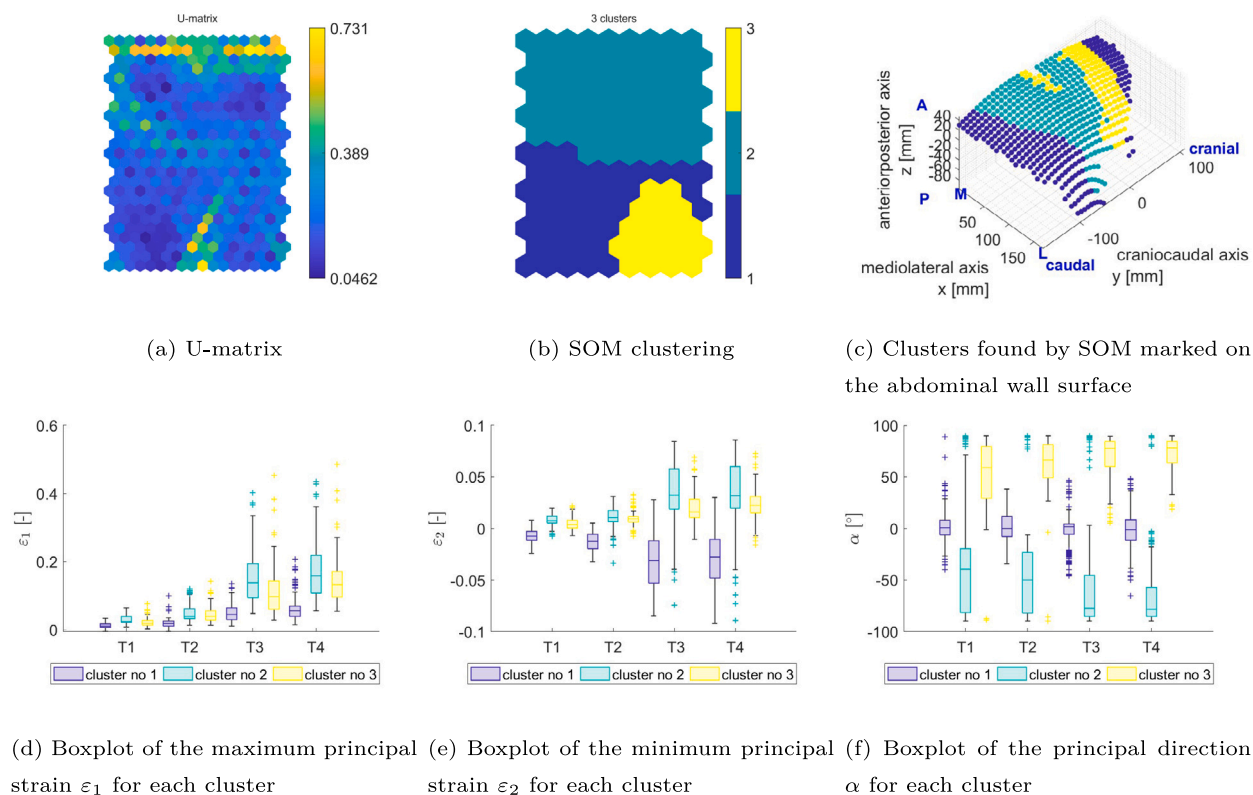 U-matrix
0.731
0.389
0.0462
(a) U-matrix
3 clusters
3
2
1
(b) SOM clustering
anteriorposterior axis
z [mm]
A
P
M
40
20
0
-20
-40
-60
-80
50
100
150
mediolateral axis
x [mm]
L
caudal
-100
0
100
cranial
craniocaudal axis
y [mm]
(c) Clusters found by SOM marked on
the abdominal wall surface
0.6
0.4
0.2
0
ε1 [-]
T1 T2 T3 T4
cluster no 1 cluster no 2 cluster no 3
(d) Boxplot of the maximum principal
strain ε1 for each cluster
0.1
0.05
0
-0.05
-0.1
ε2 [-]
T1 T2 T3 T4
cluster no 1 cluster no 2 cluster no 3
(e) Boxplot of the minimum principal
strain ε2 for each cluster
100
50
0
-50
-100
α [°]
T1 T2 T3 T4
cluster no 1 cluster no 2 cluster no 3
(f) Boxplot of the principal direction
α for each cluster